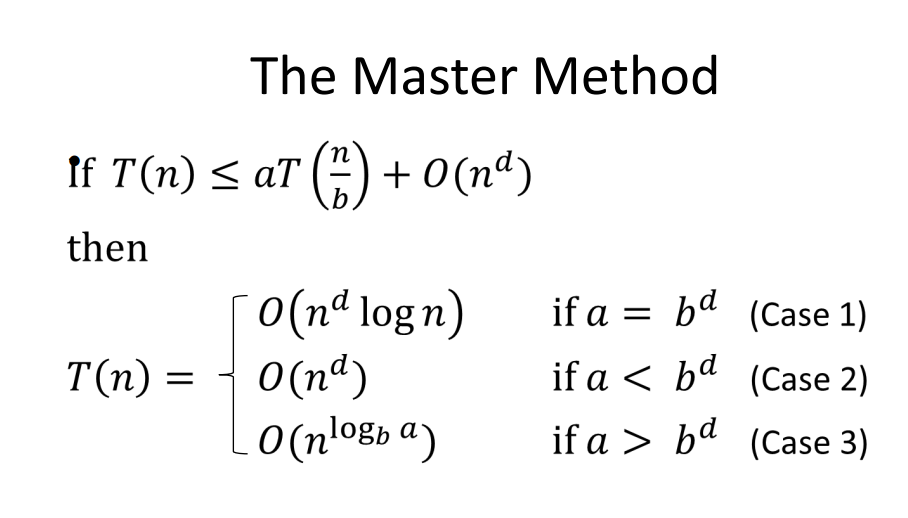 The Master Method
If T(n) ≤ aT(n/b) + O(n^d)
then
T(n) = { O(n^d log n) if a = b^d (Case 1)
O(n^d) if a < b^d (Case 2)
O(n^{log_b a}) if a > b^d (Case 3)